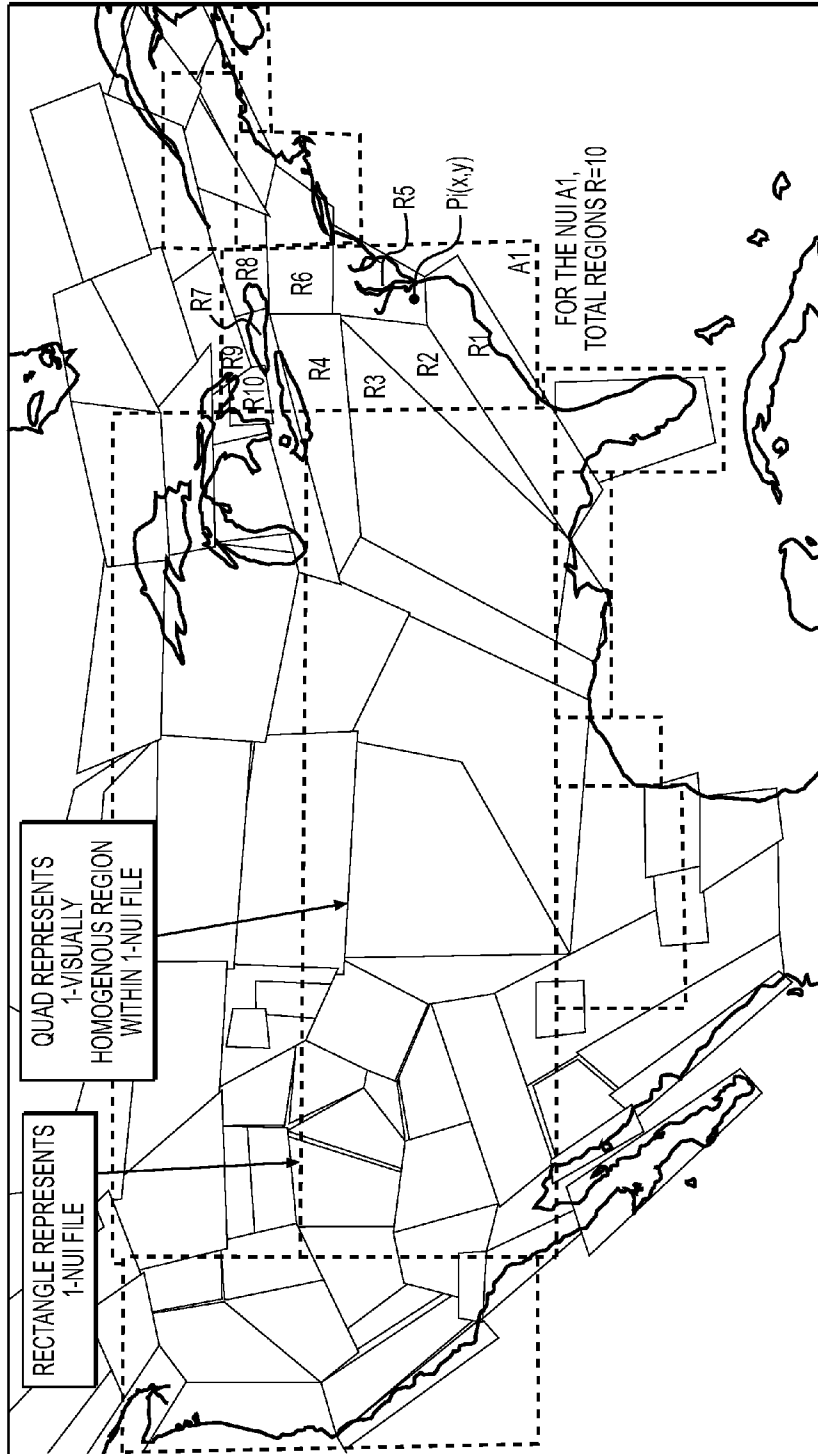 RECTANGLE REPRESENTS
1-NUI FILE
QUAD REPRESENTS
1-VISUALLY
HOMOGENOUS REGION
WITHIN 1-NUI FILE
R7
R8
R9
R10
R6
R4
R3
R2
R1
R5
Pi(x,y)
A1
FOR THE NUI A1,
TOTAL REGIONS R=10